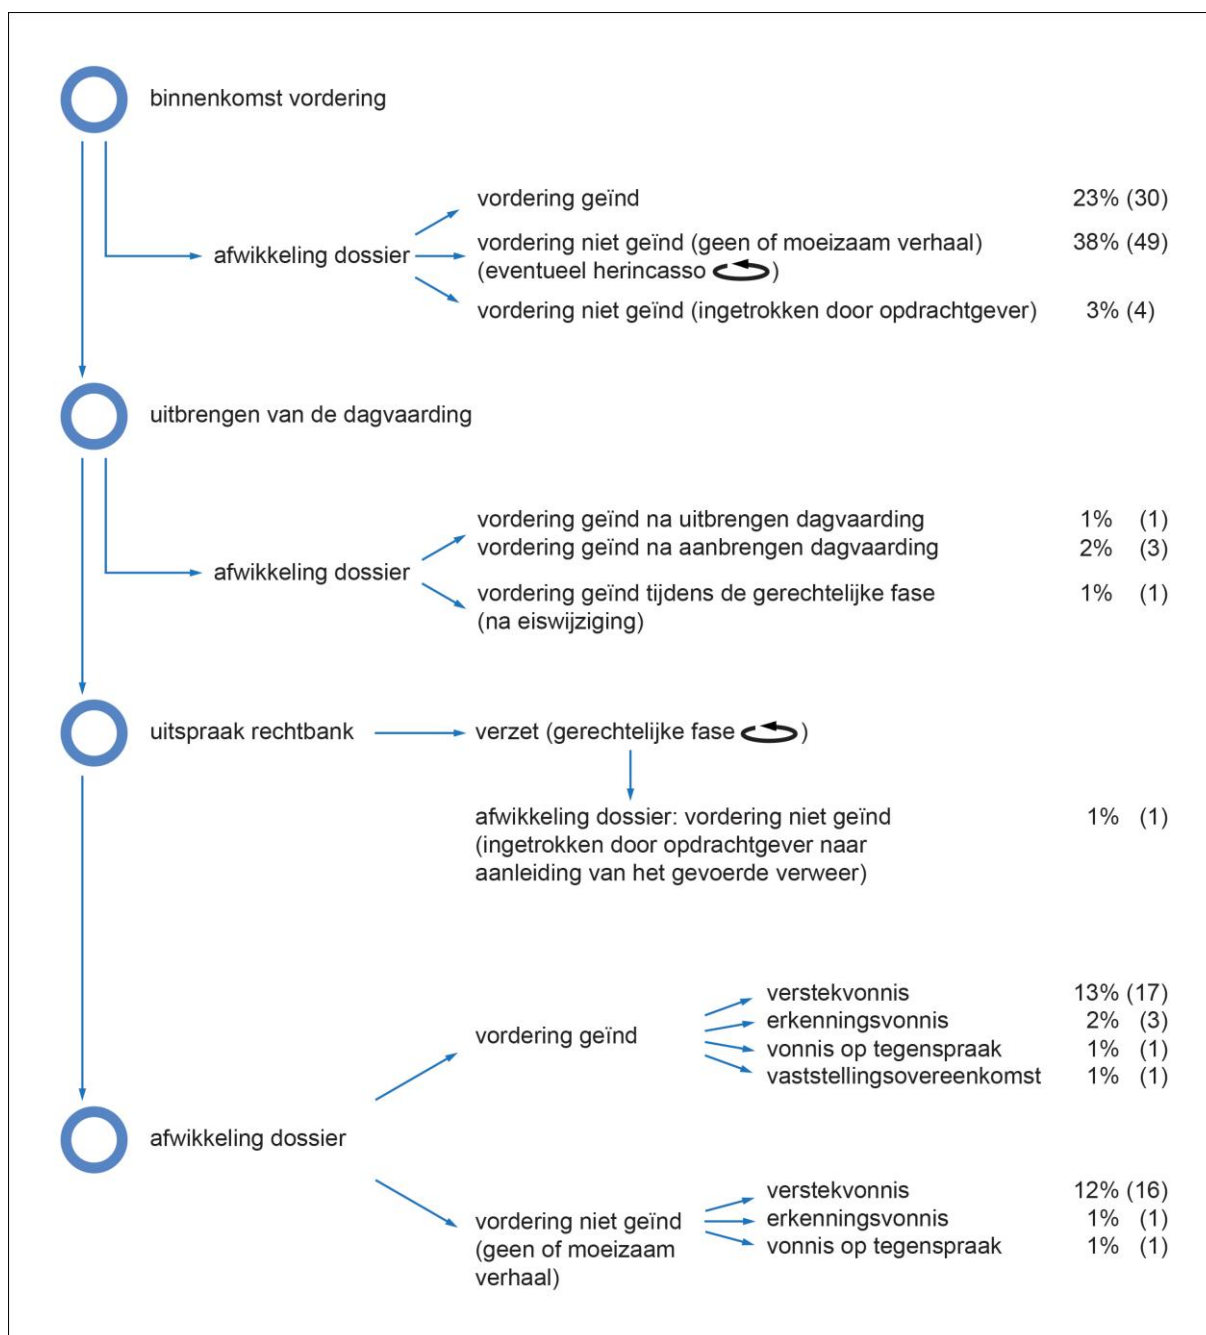 binnenkomst vordering
vordering geïnd 23% (30)
afwikkeling dossier
vordering niet geïnd (geen of moeizaam verhaal) 38% (49)
(eventueel herincasso )
vordering niet geïnd (ingetrokken door opdrachtgever) 3% (4)
uitbrengen van de dagvaarding
vordering geïnd na uitbrengen dagvaarding 1% (1)
vordering geïnd na aanbrengen dagvaarding 2% (3)
afwikkeling dossier
vordering geïnd tijdens de gerechtelijke fase 1% (1)
(na eiswijziging)
uitspraak rechtbank
verzet (gerechtelijke fase )
afwikkeling dossier: vordering niet geïnd 1% (1)
(ingetrokken door opdrachtgever naar
aanleiding van het gevoerde verweer)
vordering geïnd
verstekvonnis 13% (17)
erkenningsvonnis 2% (3)
vonnis op tegenspraak 1% (1)
vaststellingsovereenkomst 1% (1)
afwikkeling dossier
vordering niet geïnd
(geen of moeizaam
verhaal)
verstekvonnis 12% (16)
erkenningsvonnis 1% (1)
vonnis op tegenspraak 1% (1)